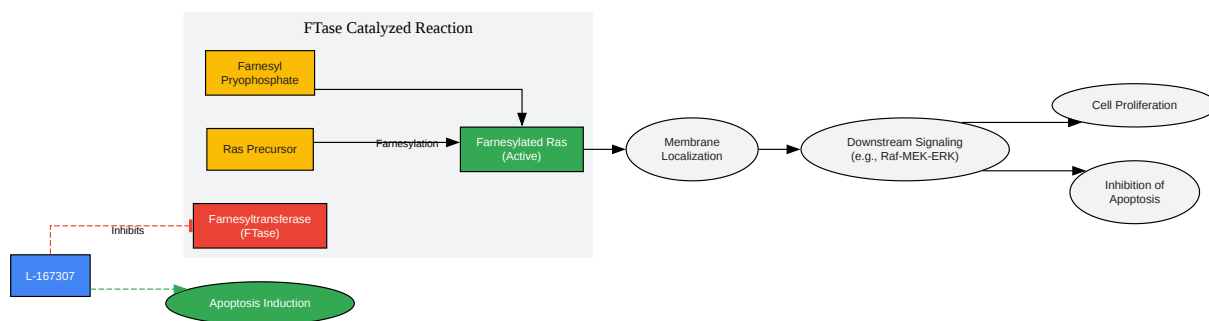 FTase Catalyzed Reaction
Farnesyl
Pryophosphate
Ras Precursor
Farnesylation
Farnesylated Ras
(Active)
Membrane
Localization
Downstream Signaling
(e.g., Raf-MEK-ERK)
Cell Proliferation
Inhibition of
Apoptosis
Farnesyltransferase
(FTase)
Inhibits
L-167307
Apoptosis Induction